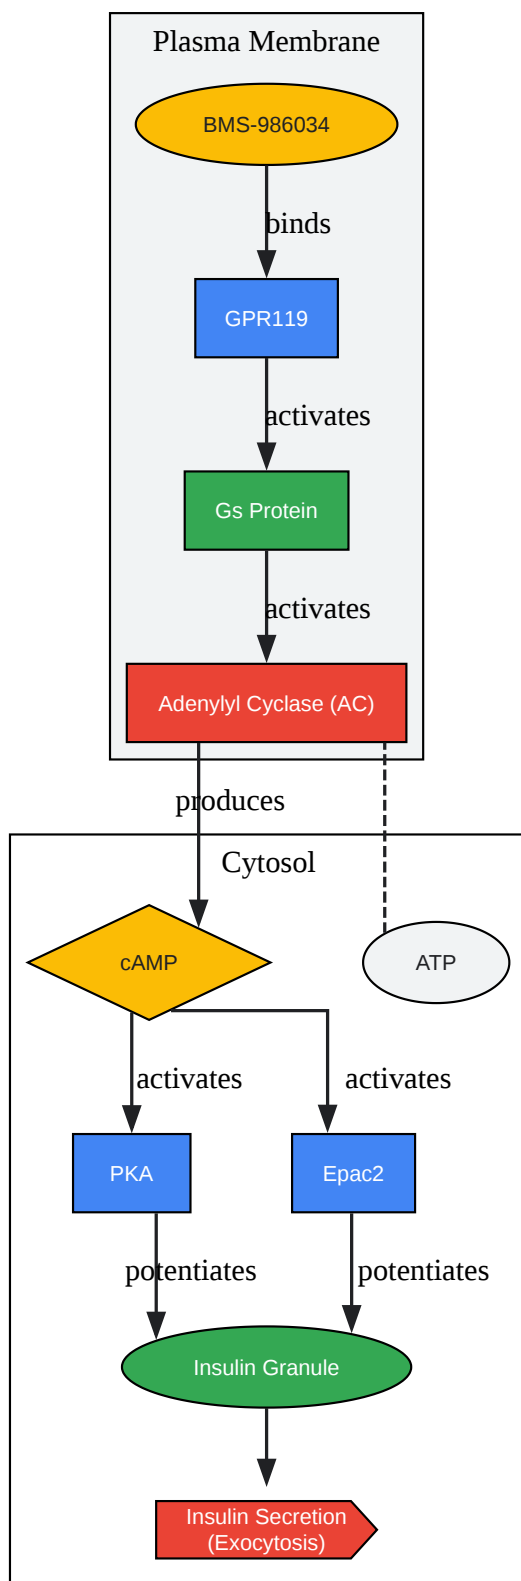 Plasma Membrane
BMS-986034
binds
GPR119
activates
Gs Protein
activates
Adenylyl Cyclase (AC)
produces
Cytosol
cAMP
ATP
activates
activates
PKA
Epac2
potentiates
potentiates
Insulin Granule
Insulin Secretion
(Exocytosis)